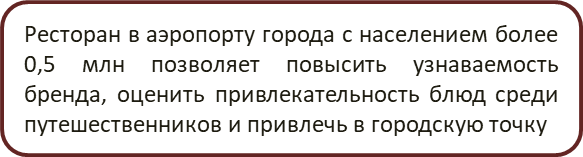 Ресторан в аэропорту города с населением более
0,5 млн позволяет повысить узнаваемость
бренда, оценить привлекательность блюд среди
путешественников и привлечь в городскую точку